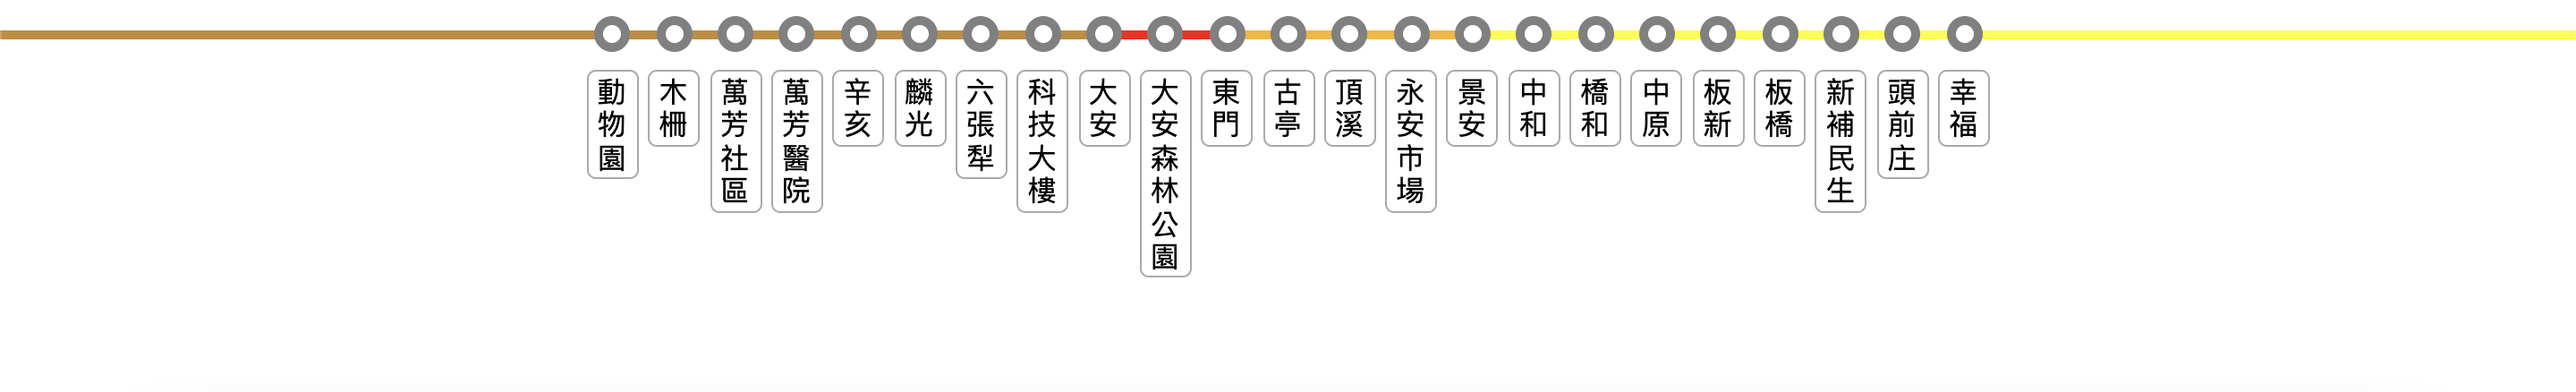 動物園
木柵
萬芳社區
萬芳醫院
辛亥
麟光
六張犁
科技大樓
大安
大安森林公園
東門
古亭
頂溪
永安市場
景安
中和
橋和
中原
板新
板橋
新補民生
頭前庄
幸福